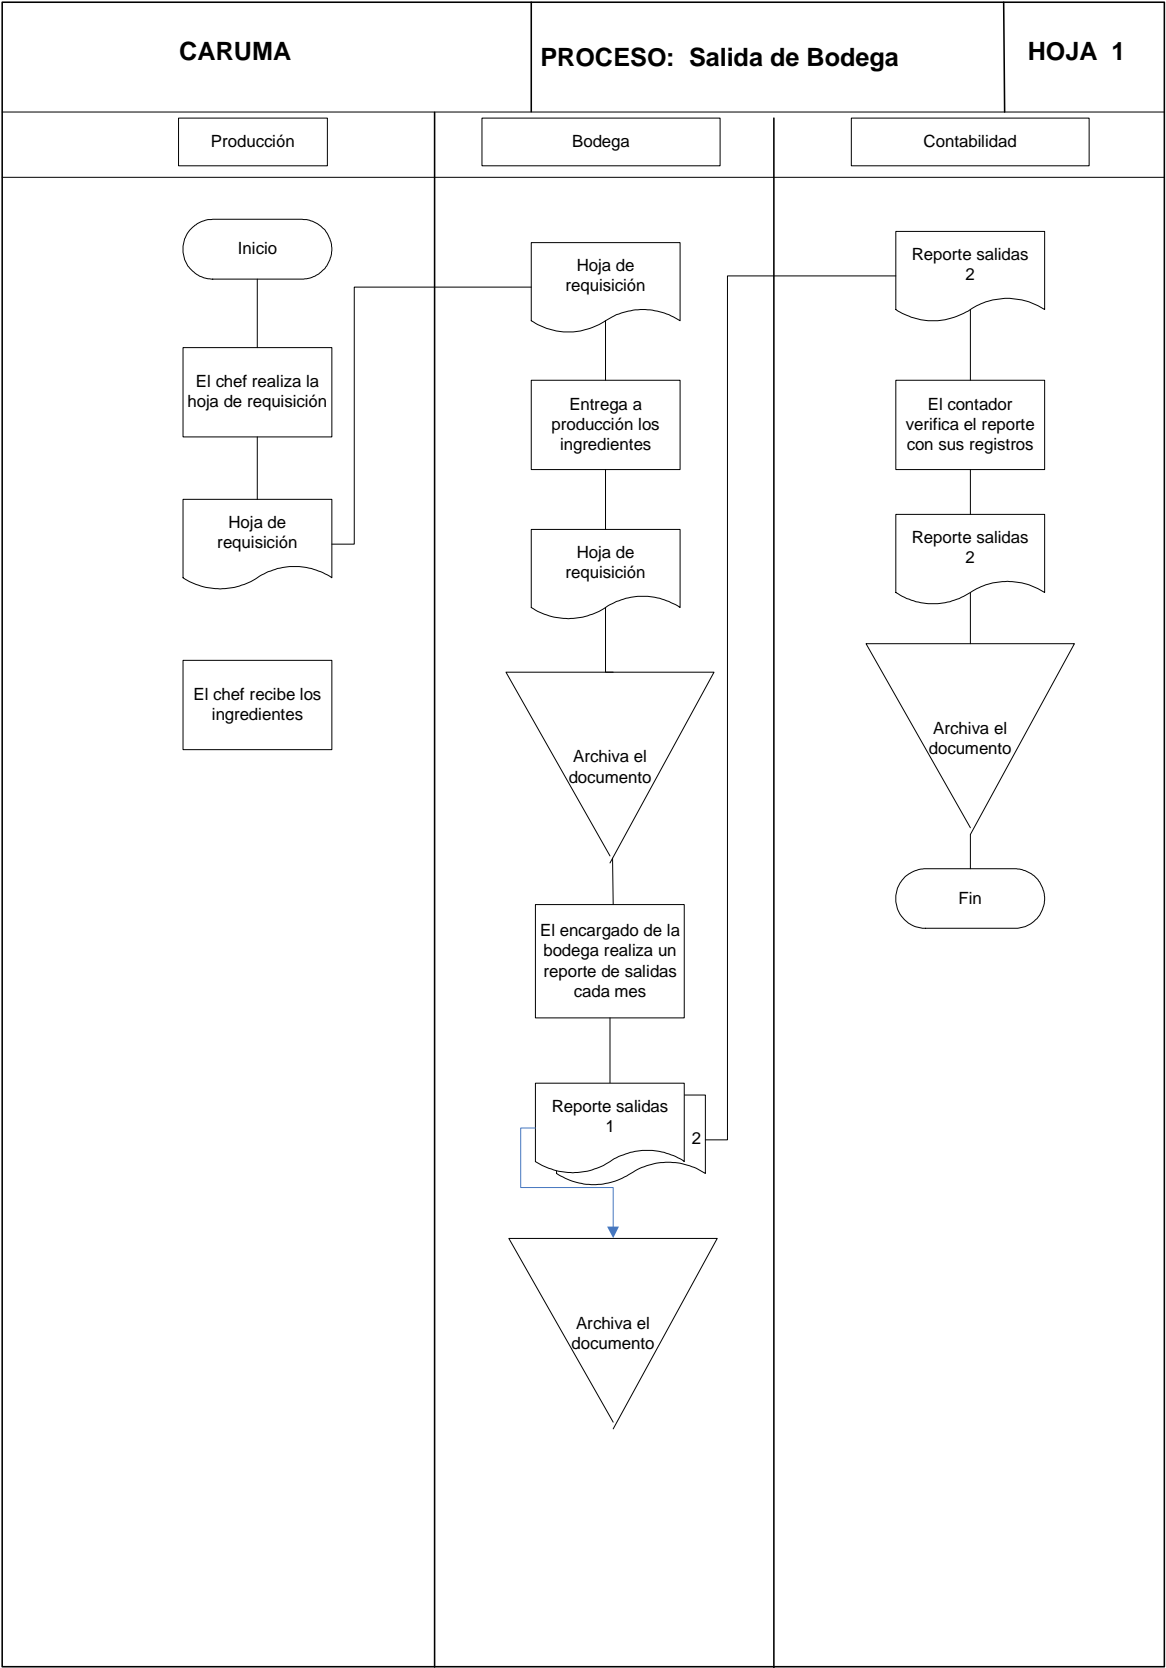 CARUMA
PROCESO: Salida de Bodega
HOJA 1
Producción
Bodega
Contabilidad
Inicio
El chef realiza la
hoja de requisición
Hoja de
requisición
El chef recibe los
ingredientes
Hoja de
requisición
Entrega a
producción los
ingredientes
Hoja de
requisición
Archiva el
documento
El encargado de la
bodega realiza un
reporte de salidas
cada mes
Reporte salidas
1
2
Archiva el
documento
Reporte salidas
2
El contador
verifica el reporte
con sus registros
Reporte salidas
2
Archiva el
documento
Fin